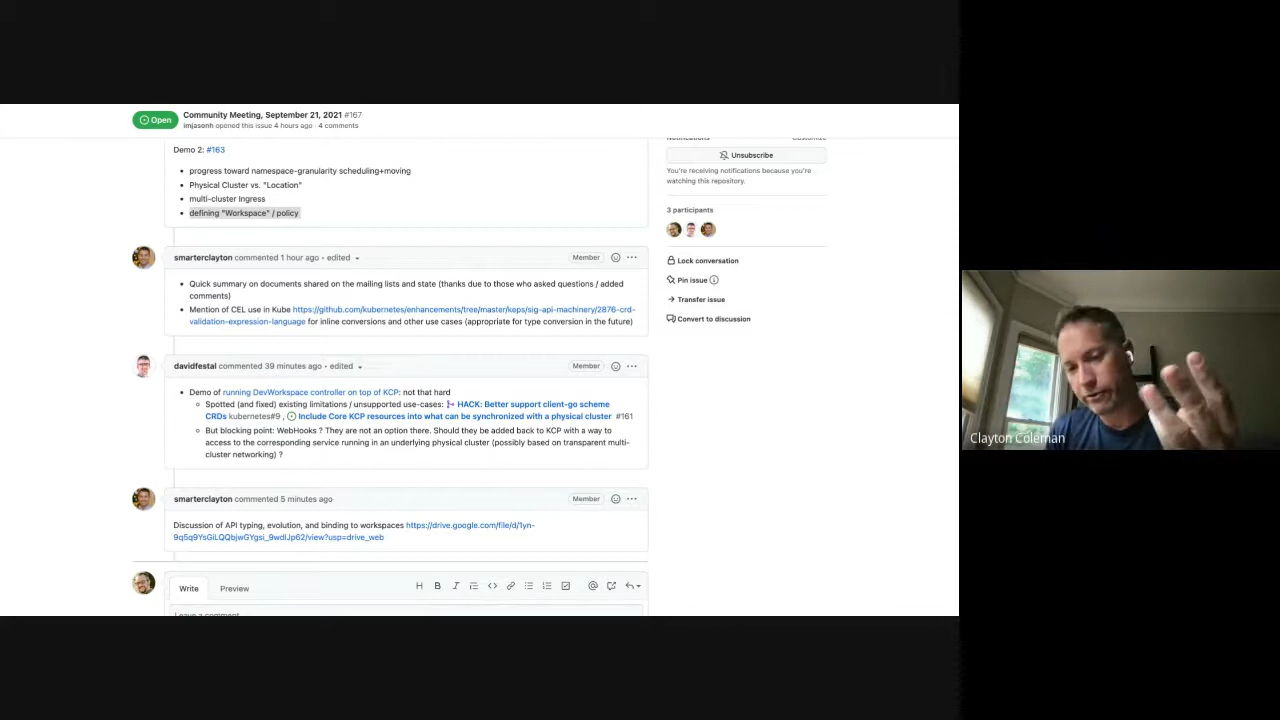 Open
Community Meeting, September 21, 2021 #167
imjasonh opened this issue 4 hours ago · 4 comments
Demo 2: #163
• progress toward namespace-granularity scheduling+moving
• Physical Cluster vs. "Location"
• multi-cluster Ingress
• defining "Workspace" / policy
Notifications Customize
Unsubscribe
You're receiving notifications because you're
watching this repository.
3 participants
Lock conversation
Pin issue
Transfer issue
Convert to discussion
smarterclayton commented 1 hour ago · edited
Member
• Quick summary on documents shared on the mailing lists and state (thanks due to those who asked questions / added
comments)
• Mention of CEL use in Kube https://github.com/kubernetes/enhancements/tree/master/keps/sig-api-machinery/2876-crd-
validation-expression-language for inline conversions and other use cases (appropriate for type conversion in the future)
davidfestal commented 39 minutes ago · edited
Member
• Demo of running DevWorkspace controller on top of KCP: not that hard
Spotted (and fixed) existing limitations / unsupported use-cases: HACK: Better support client-go scheme
CRDs kubernetes#9 , Include Core KCP resources into what can be synchronized with a physical cluster #161
But blocking point: WebHooks ? They are not an option there. Should they be added back to KCP with a way to
access to the corresponding service running in an underlying physical cluster (possibly based on transparent multi-
cluster networking) ?
smarterclayton commented 5 minutes ago
Member
Discussion of API typing, evolution, and binding to workspaces https://drive.google.com/file/d/1yn-
9q5q9YsGiLQQbjwGYgsi_9wdIJp62/view?usp=drive_web
Write Preview
Leave a comment
Clayton Coleman